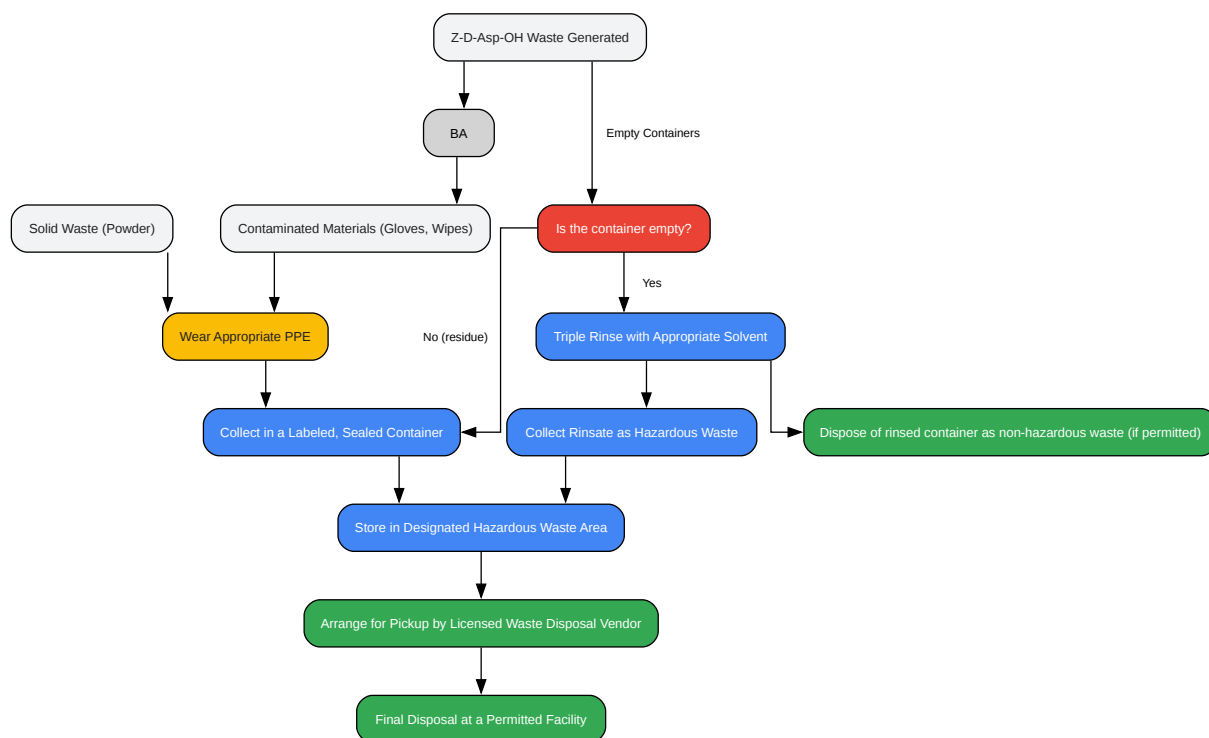 Z-D-Asp-OH Waste Generated
BA
Empty Containers
Solid Waste (Powder)
Contaminated Materials (Gloves, Wipes)
Is the container empty?
Yes
Wear Appropriate PPE
No (residue)
Triple Rinse with Appropriate Solvent
Collect in a Labeled, Sealed Container
Collect Rinsate as Hazardous Waste
Dispose of rinsed container as non-hazardous waste (if permitted)
Store in Designated Hazardous Waste Area
Arrange for Pickup by Licensed Waste Disposal Vendor
Final Disposal at a Permitted Facility